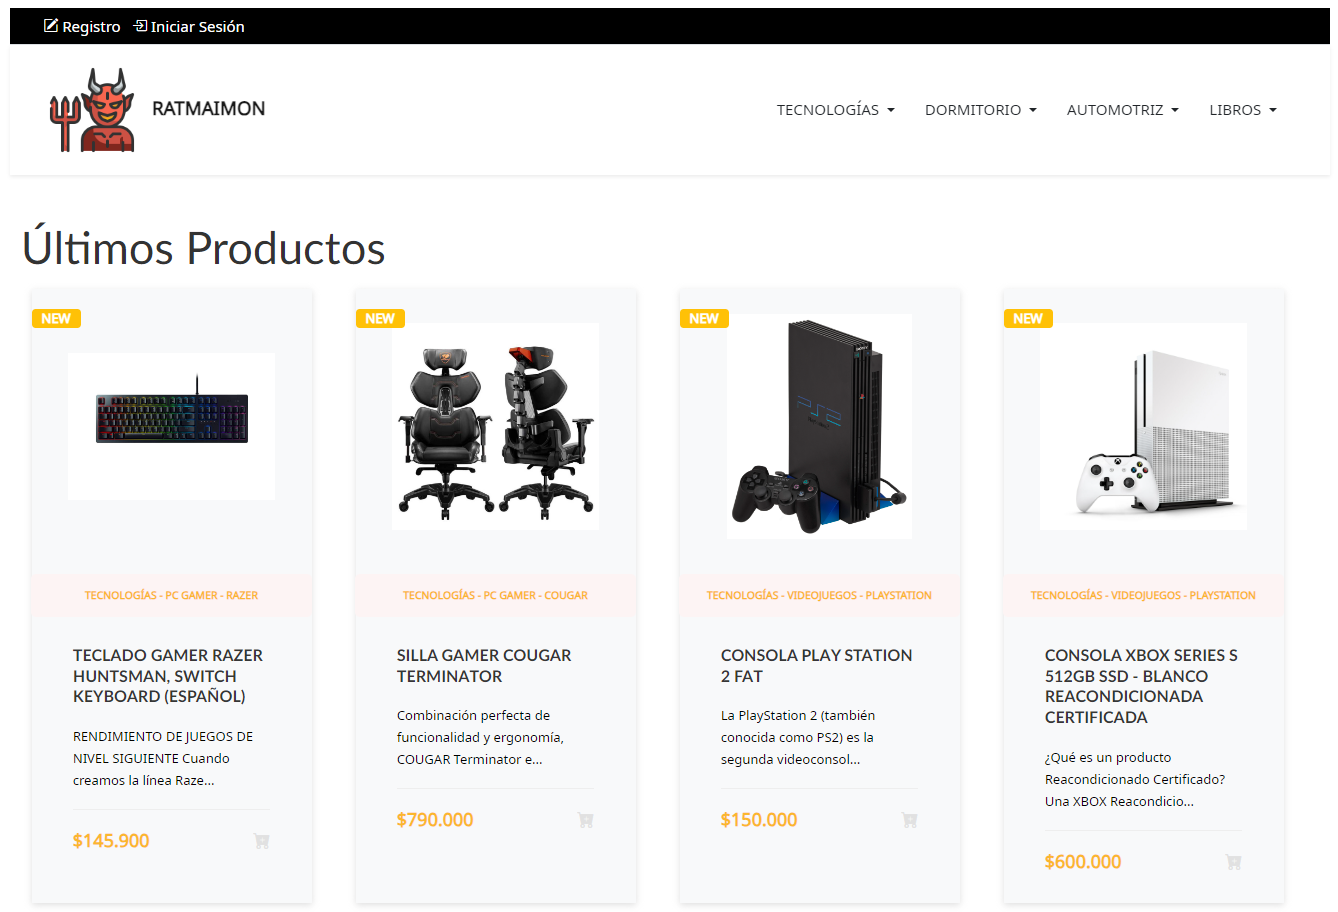 Registro Iniciar Sesión
RATMAIMON
TECNOLOGÍAS DORMITORIO AUTOMOTRIZ LIBROS
Últimos Productos
NEW
TECNOLOGÍAS - PC GAMER - RAZER
TECLADO GAMER RAZER
HUNTSMAN, SWITCH
KEYBOARD (ESPAÑOL)
RENDIMIENTO DE JUEGOS DE
NIVEL SIGUIENTE Cuando
creamos la línea Raze...
$145.900
NEW
TECNOLOGÍAS - PC GAMER - COUGAR
SILLA GAMER COUGAR
TERMINATOR
Combinación perfecta de
funcionalidad y ergonomía,
COUGAR Terminator e...
$790.000
NEW
PS2
TECNOLOGÍAS - VIDEOJUEGOS - PLAYSTATION
CONSOLA PLAY STATION
2 FAT
La PlayStation 2 (también
conocida como PS2) es la
segunda videoconsol...
$150.000
NEW
TECNOLOGÍAS - VIDEOJUEGOS - PLAYSTATION
CONSOLA XBOX SERIES S
512GB SSD - BLANCO
REACONDICIONADA
CERTIFICADA
¿Qué es un producto
Reacondicionado Certificado?
Una XBOX Reacondicio...
$600.000